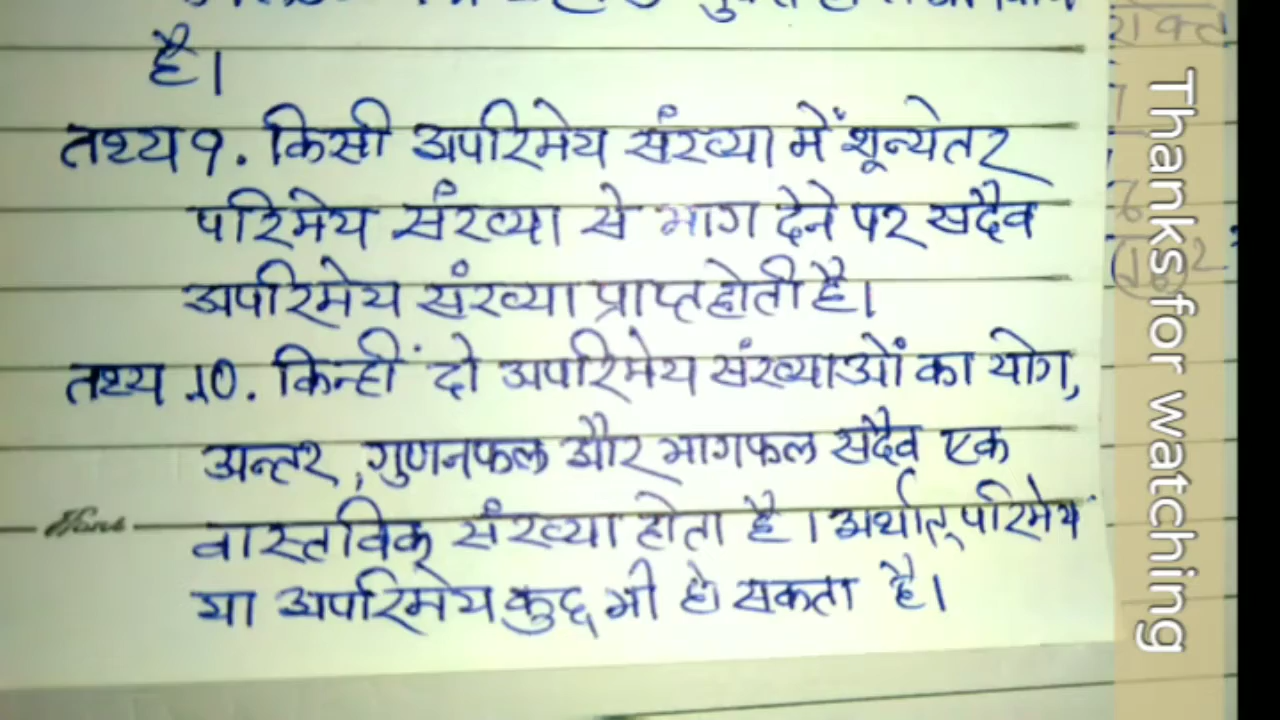 है।
तथ्य 9. किसी अपरिमेय संख्या में शून्येतर
परिमेय संख्या से भाग देने पर सदैव
अपरिमेय संख्या प्राप्त होती है।
तथ्य 10. किन्हीं दो अपरिमेय संख्याओं का योग,
अन्तर, गुणनफल और भागफल सदैव एक
वास्तविक संख्या होता है। अर्थात् परिमेय
या अपरिमेय कुछ भी हो सकता है।
Thanks for watching